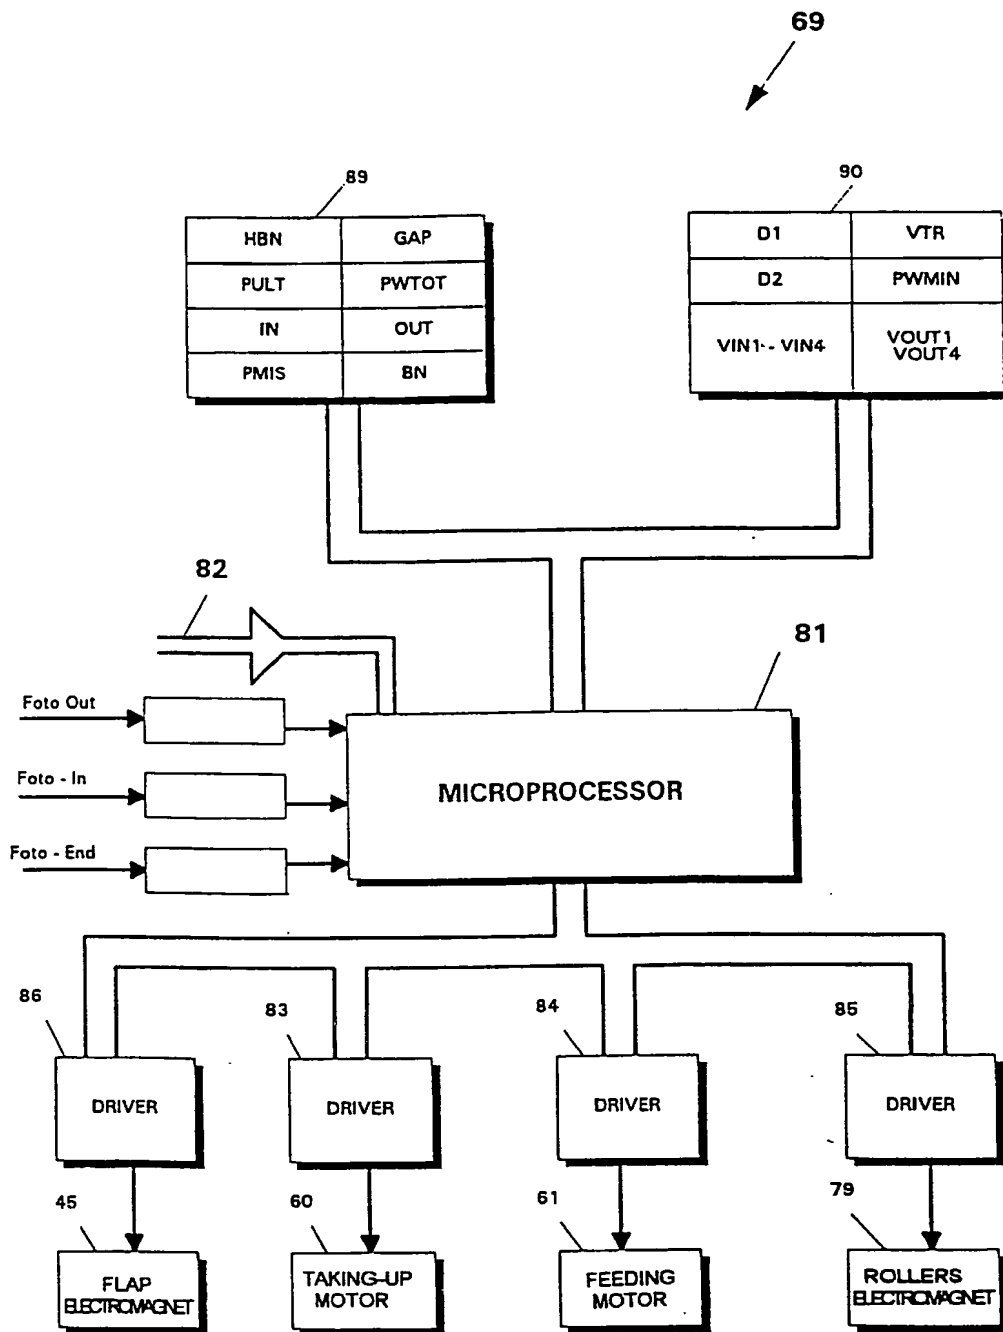 69
89
90
HBN GAP
PULT PWTOT
IN OUT
PMIS BN
D1 VTR
D2 PWMIN
VIN1 - VIN4 VOUT1
VOUT4
82
81
Foto Out
Foto - In
Foto - End
MICROPROCESSOR
86
83
84
85
DRIVER
DRIVER
DRIVER
DRIVER
45
60
61
79
FLAP
ELECTROMAGNET
TAKING-UP
MOTOR
FEEDING
MOTOR
ROLLERS
ELECTROMAGNET